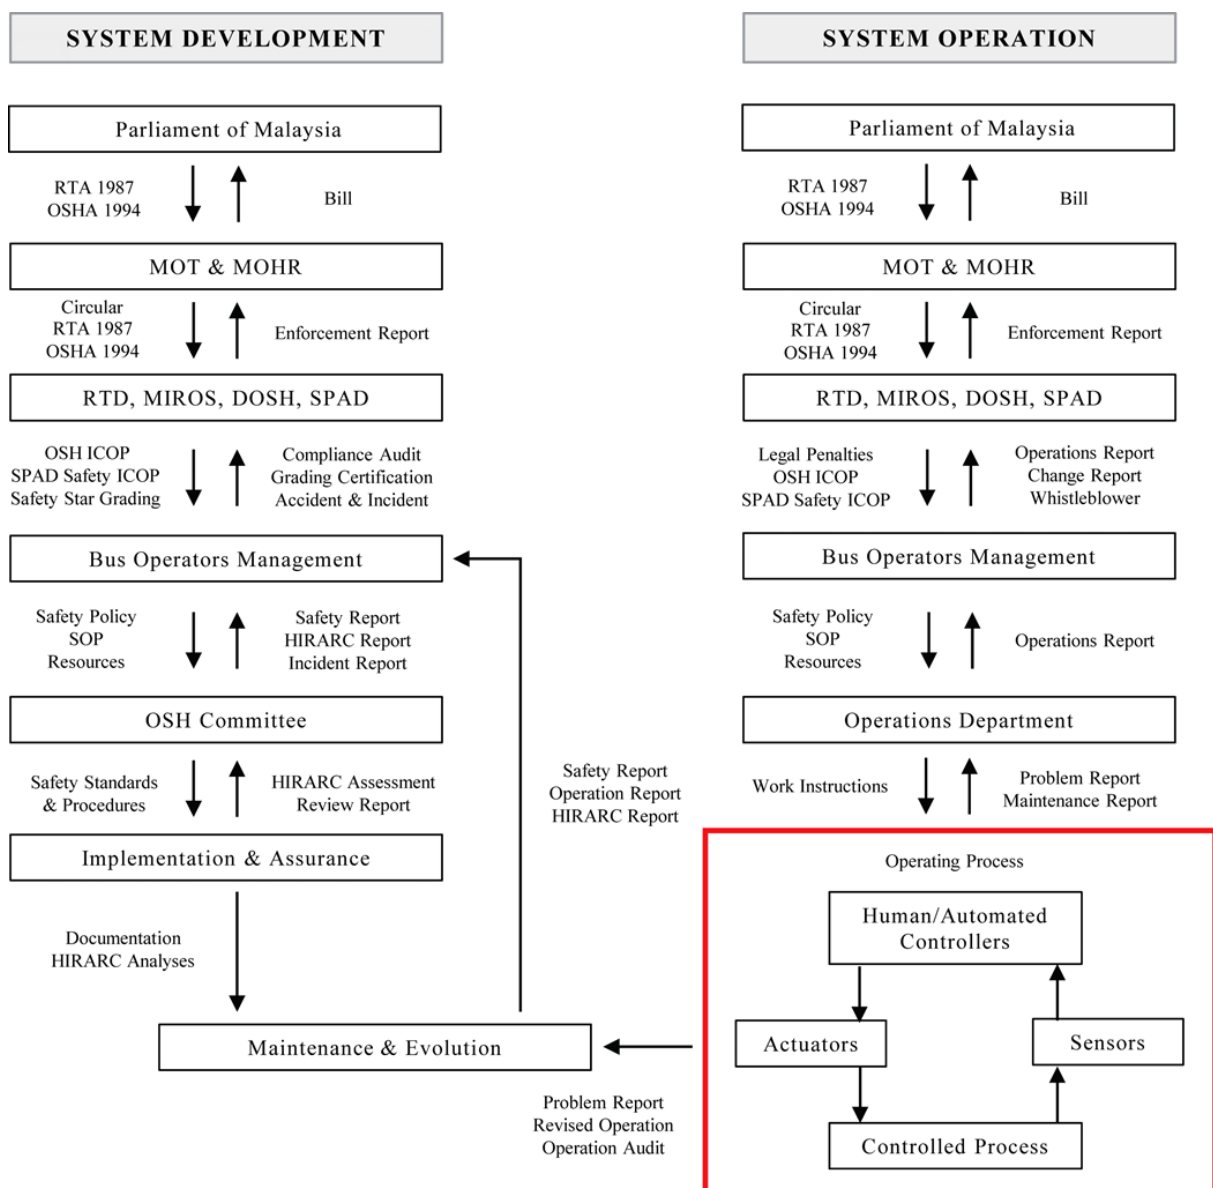 SYSTEM DEVELOPMENT
Parliament of Malaysia
RTA 1987
OSHA 1994
Bill
MOT & MOHR
Circular
RTA 1987
OSHA 1994
Enforcement Report
RTD, MIROS, DOSH, SPAD
OSH ICOP
SPAD Safety ICOP
Safety Star Grading
Compliance Audit
Grading Certification
Accident & Incident
Bus Operators Management
Safety Policy
SOP
Resources
Safety Report
HIRARC Report
Incident Report
OSH Committee
Safety Standards
& Procedures
HIRARC Assessment
Review Report
Implementation & Assurance
Documentation
HIRARC Analyses
Safety Report
Operation Report
HIRARC Report
Maintenance & Evolution
Problem Report
Revised Operation
Operation Audit
SYSTEM OPERATION
Parliament of Malaysia
RTA 1987
OSHA 1994
Bill
MOT & MOHR
Circular
RTA 1987
OSHA 1994
Enforcement Report
RTD, MIROS, DOSH, SPAD
Legal Penalties
OSH ICOP
SPAD Safety ICOP
Operations Report
Change Report
Whistleblower
Bus Operators Management
Safety Policy
SOP
Resources
Operations Report
Operations Department
Work Instructions
Problem Report
Maintenance Report
Operating Process
Human/Automated
Controllers
Actuators
Sensors
Controlled Process